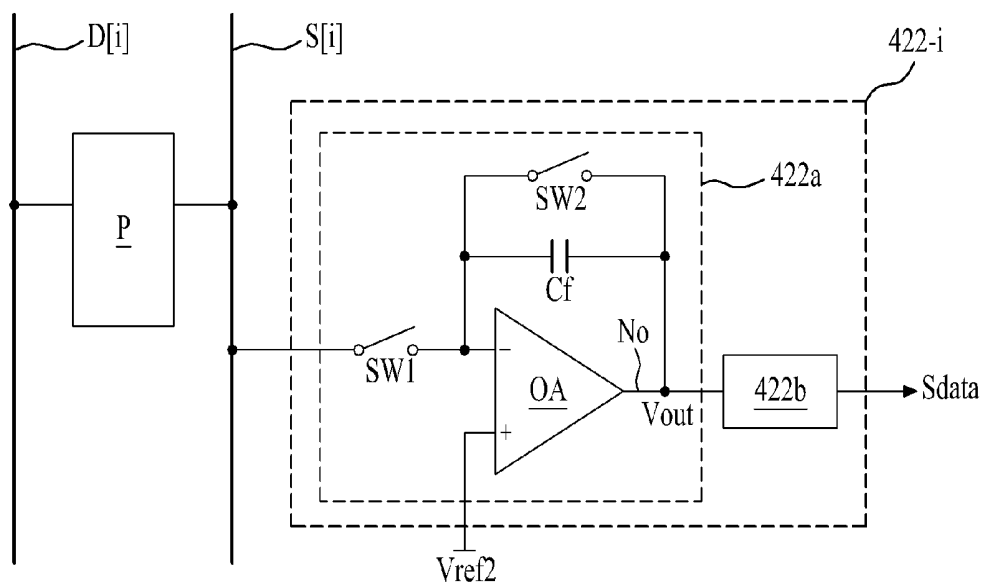 D[i]
S[i]
422-i
422a
SW2
P
Cf
SW1
−
No
OA
422b
Sdata
Vout
+
Vref2